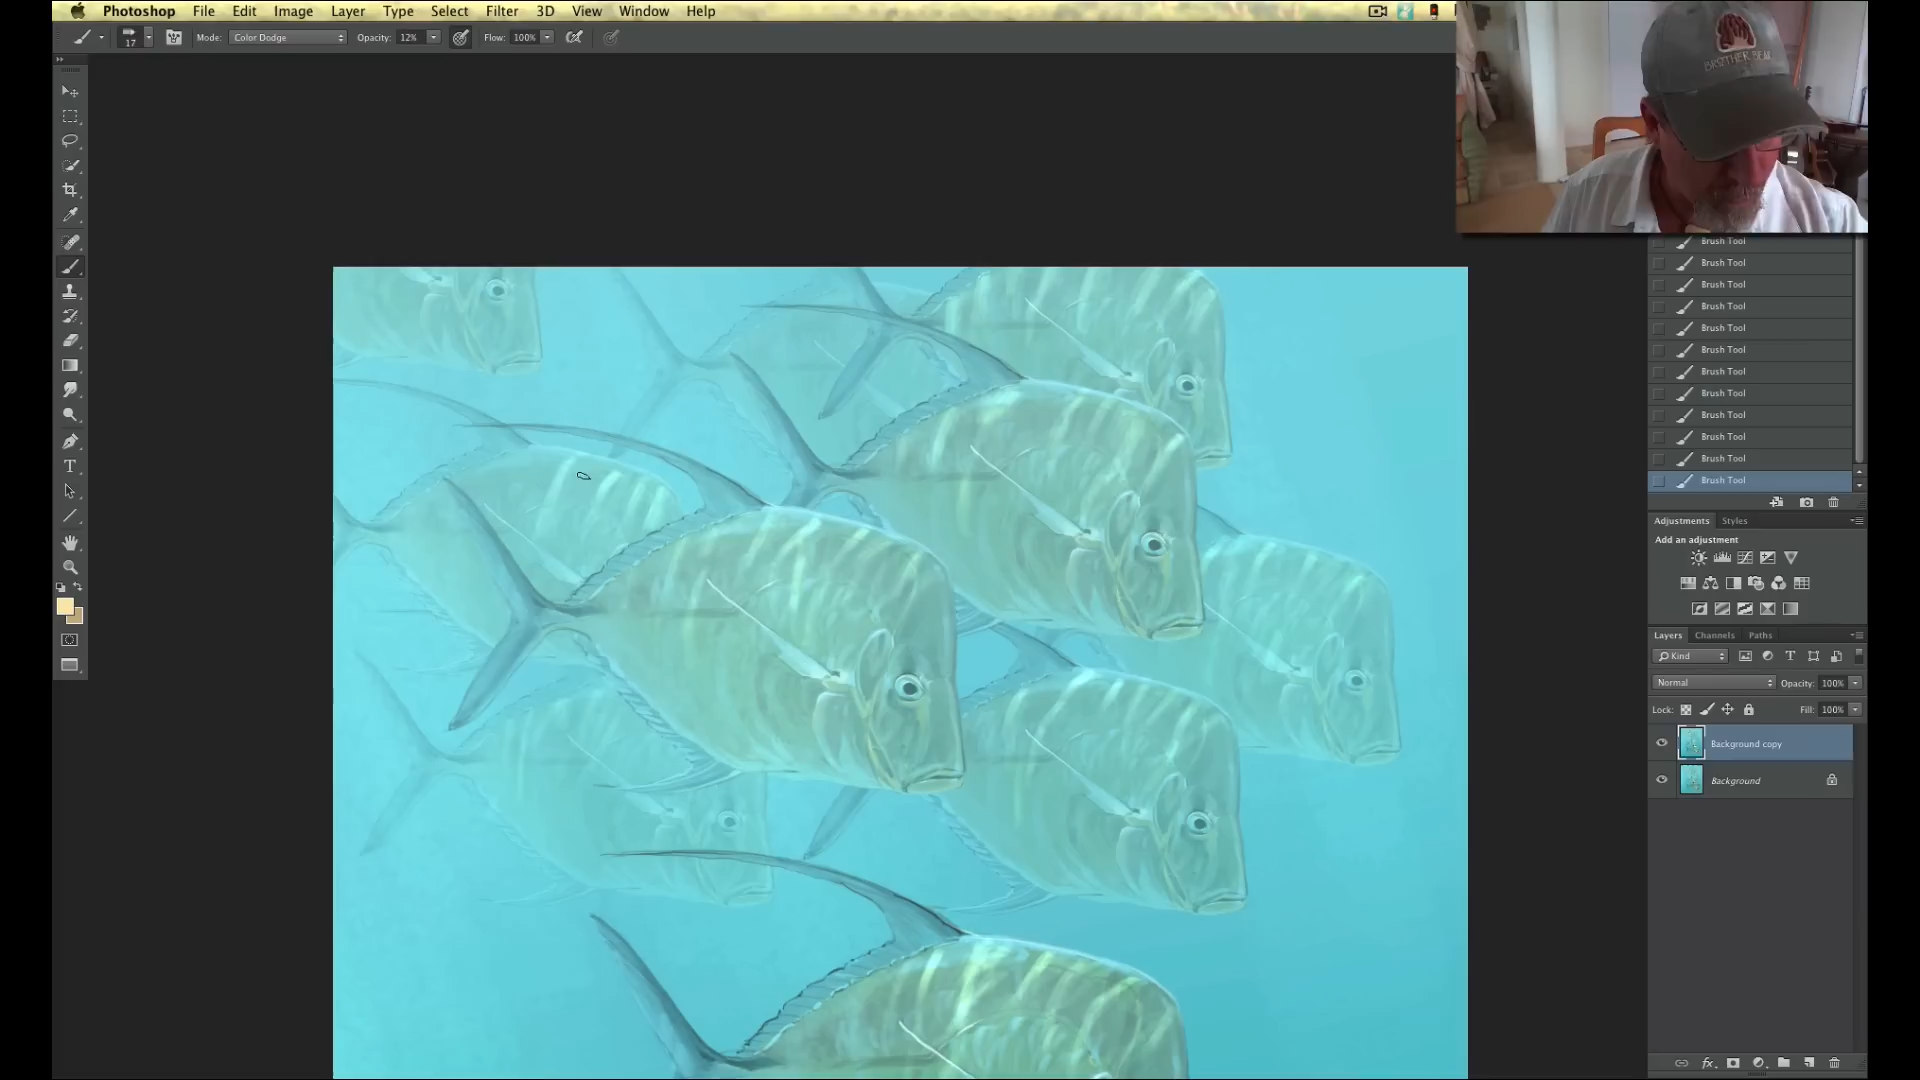 Photoshop File Edit Image Layer Type Select Filter 3D View Window Help
17 Mode: Color Dodge Opacity: 12% Flow: 100%
BROTHER BEN
Brush Tool
Brush Tool
Brush Tool
Brush Tool
Brush Tool
Brush Tool
Brush Tool
Brush Tool
Brush Tool
Brush Tool
Brush Tool
Brush Tool
Adjustments Styles
Add an adjustment
Layers Channels Paths
Kind
Normal Opacity: 100%
Lock: Fill: 100%
Background copy
Background